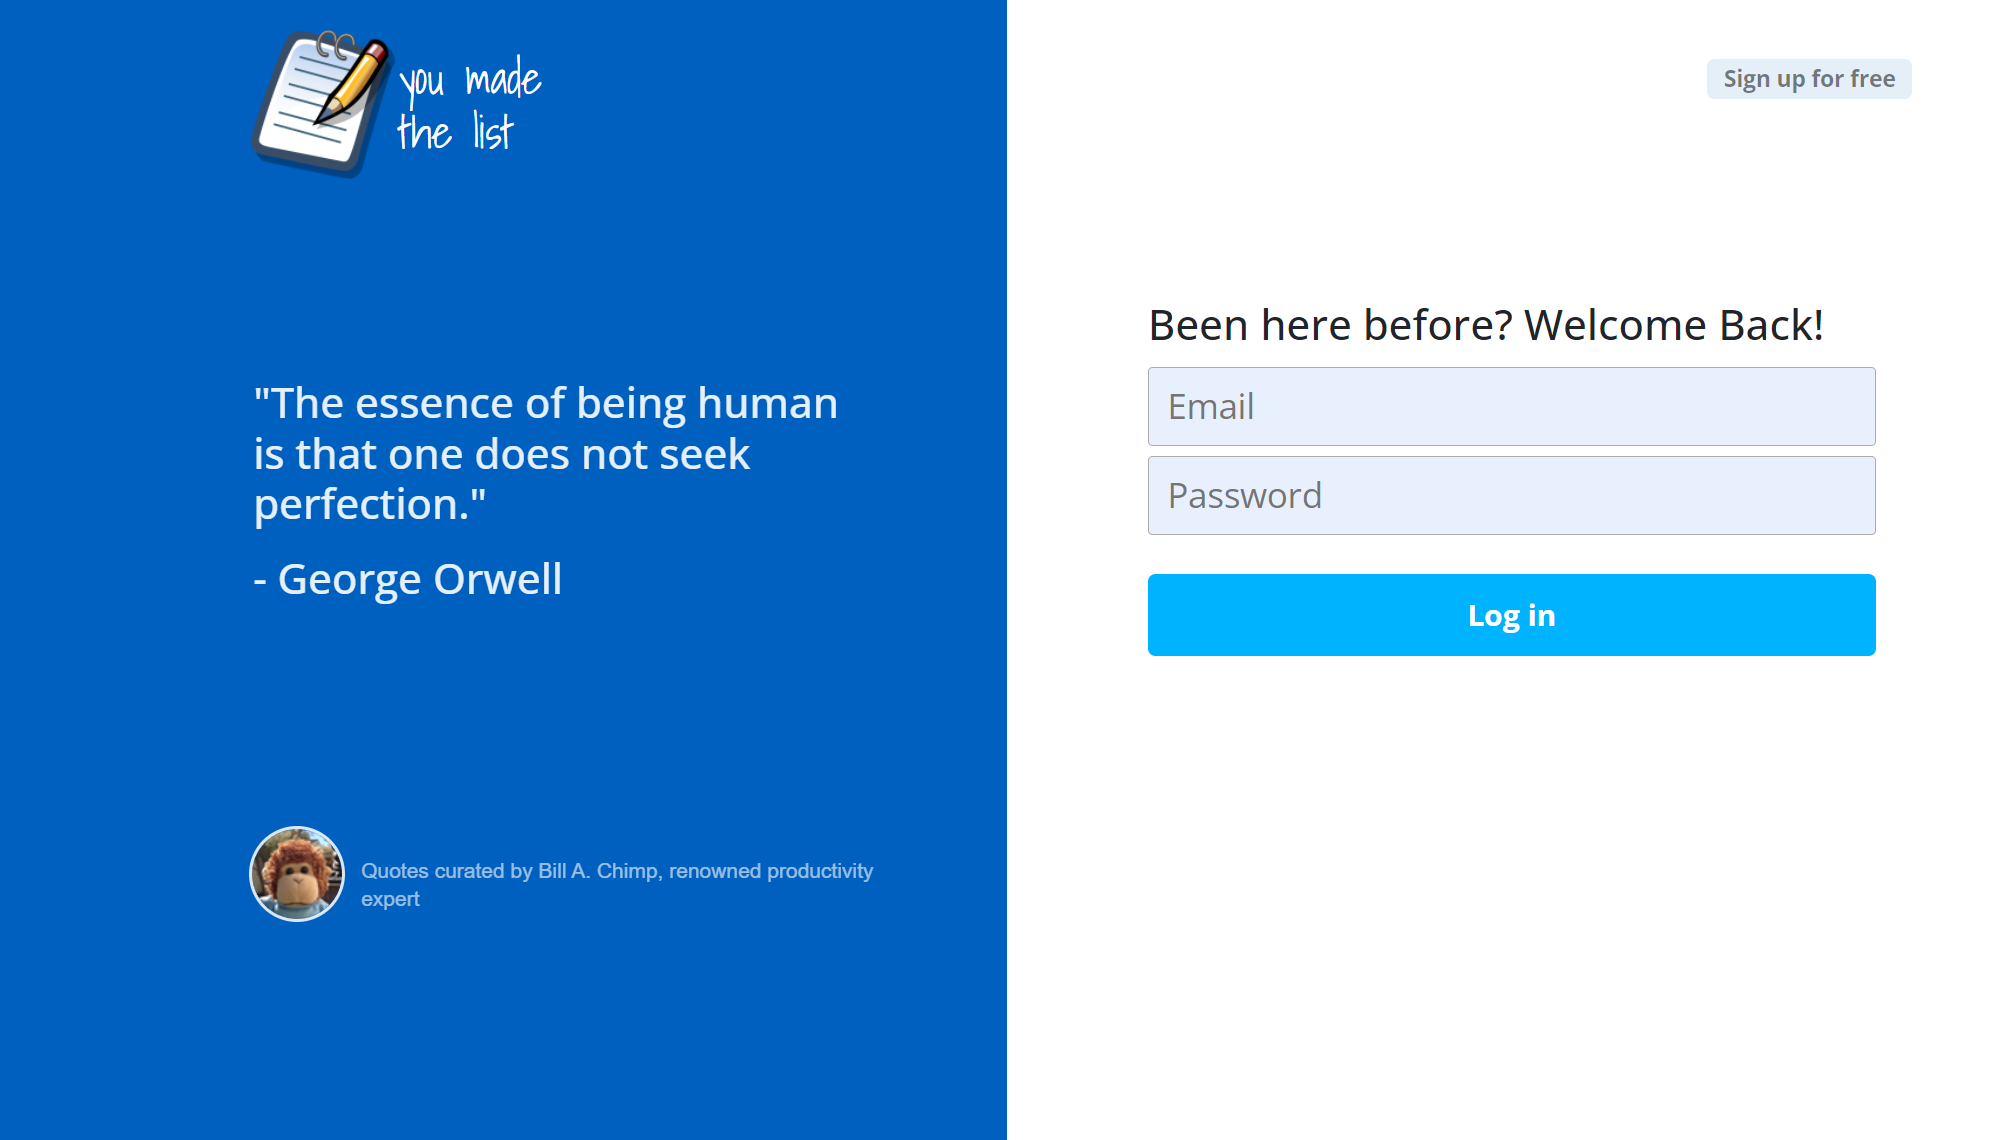 you made
the list
Sign up for free
"The essence of being human
is that one does not seek
perfection."
- George Orwell
Been here before? Welcome Back!
Email
Password
Log in
Quotes curated by Bill A. Chimp, renowned productivity
expert